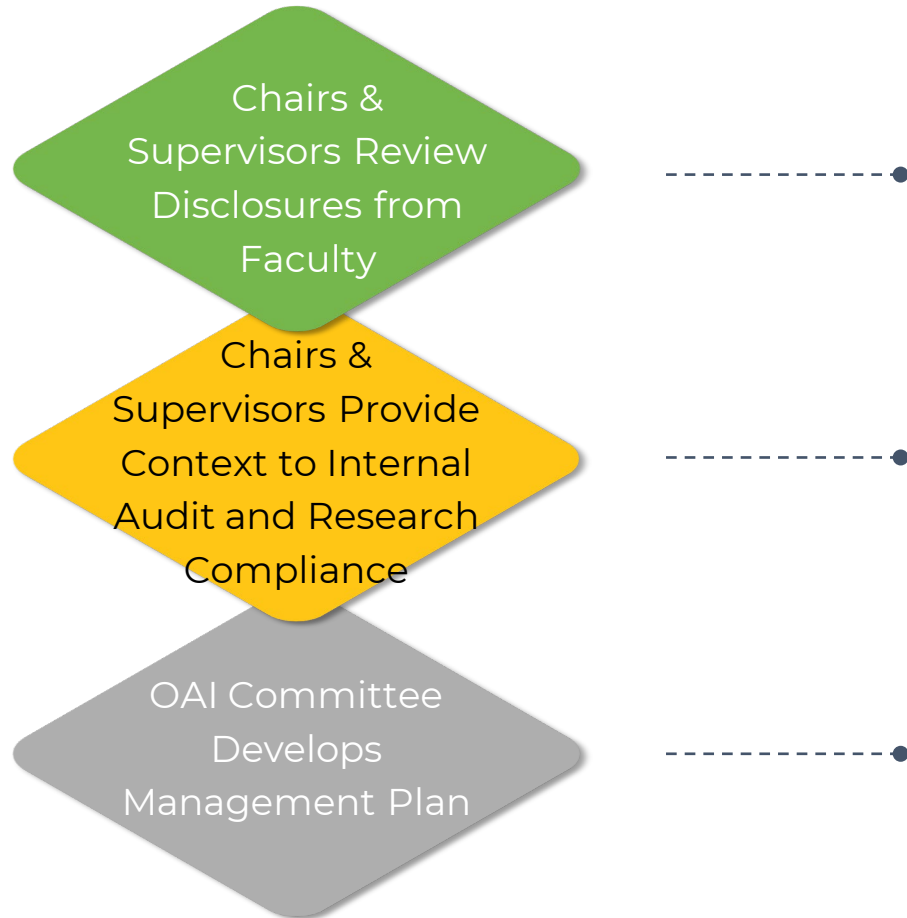 Chairs &
Supervisors Review
Disclosures from
Faculty
Chairs &
Supervisors Provide
Context to Internal
Audit and Research
Compliance
OAI Committee
Develops
Management Plan